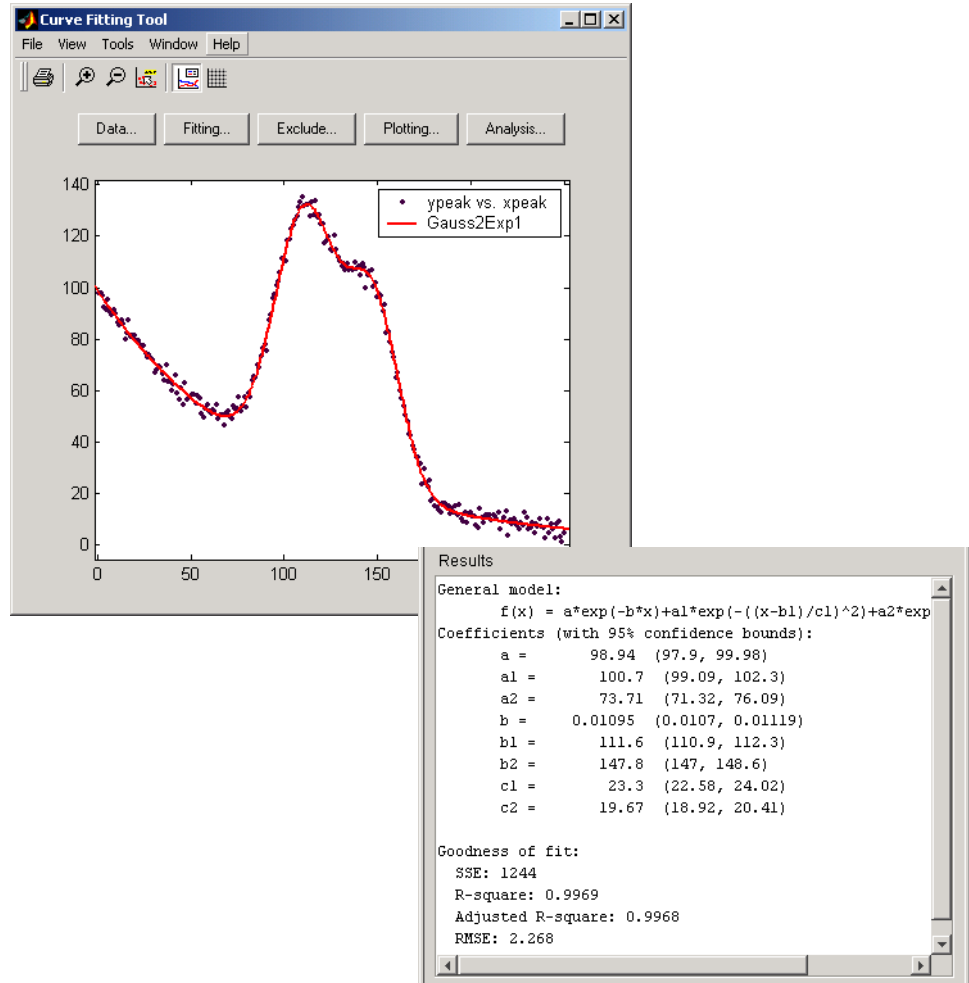 Curve Fitting Tool
File View Tools Window Help
Data... Fitting... Exclude... Plotting... Analysis...
140
120
100
80
60
40
20
0
ypeak vs. xpeak
Gauss2Exp1
0 50 100 150
Results
General model:
f(x) = a*exp(-b*x)+a1*exp(-((x-b1)/c1)^2)+a2*exp
Coefficients (with 95% confidence bounds):
a = 98.94 (97.9, 99.98)
a1 = 100.7 (99.09, 102.3)
a2 = 73.71 (71.32, 76.09)
b = 0.01095 (0.0107, 0.01119)
b1 = 111.6 (110.9, 112.3)
b2 = 147.8 (147, 148.6)
c1 = 23.3 (22.58, 24.02)
c2 = 19.67 (18.92, 20.41)
Goodness of fit:
SSE: 1244
R-square: 0.9969
Adjusted R-square: 0.9968
RMSE: 2.268